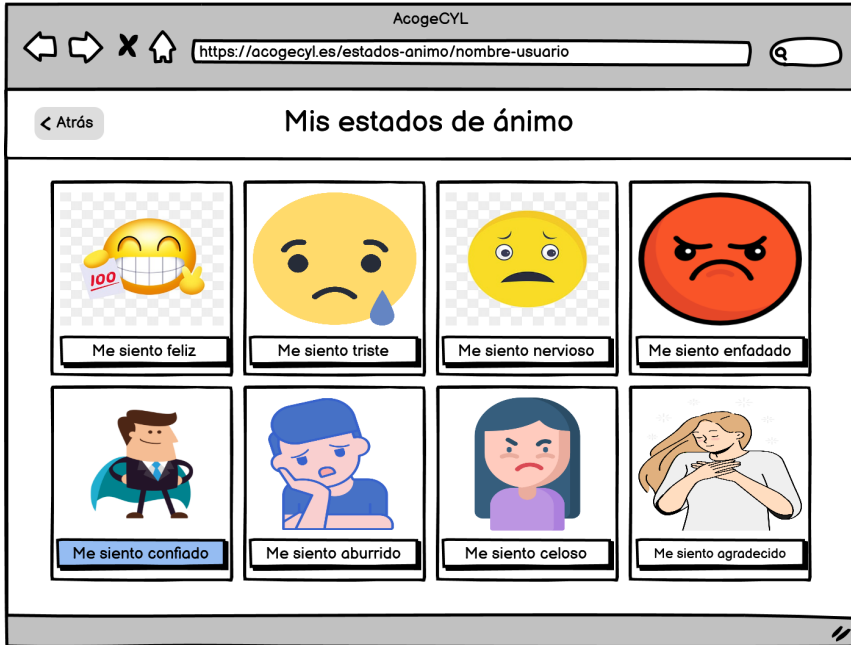 AcogeCYL
https://acogecyl.es/estados-animo/nombre-usuario
Atrás
Mis estados de ánimo
100
Me siento feliz
Me siento triste
Me siento nervioso
Me siento enfadado
Me siento confiado
Me siento aburrido
Me siento celoso
Me siento agradecido